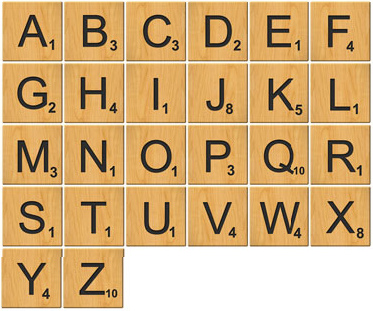 A1 B3 C3 D2 E1 F4
G2 H4 I1 J8 K5 L1
M3 N1 O1 P3 Q10 R1
S1 T1 U1 V4 W4 X8
Y4 Z10